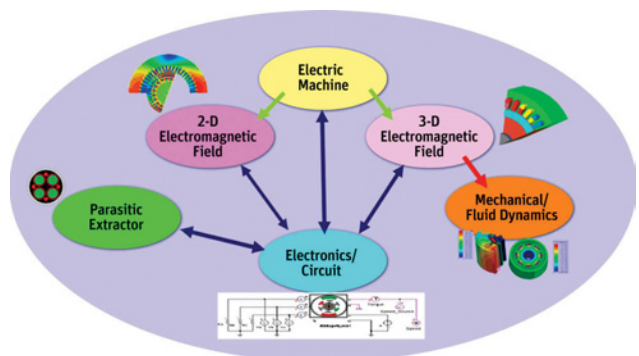 Electric
Machine
2-D
Electromagnetic
Field
3-D
Electromagnetic
Field
Parasitic
Extractor
Mechanical/
Fluid Dynamics
Electronics/
Circuit